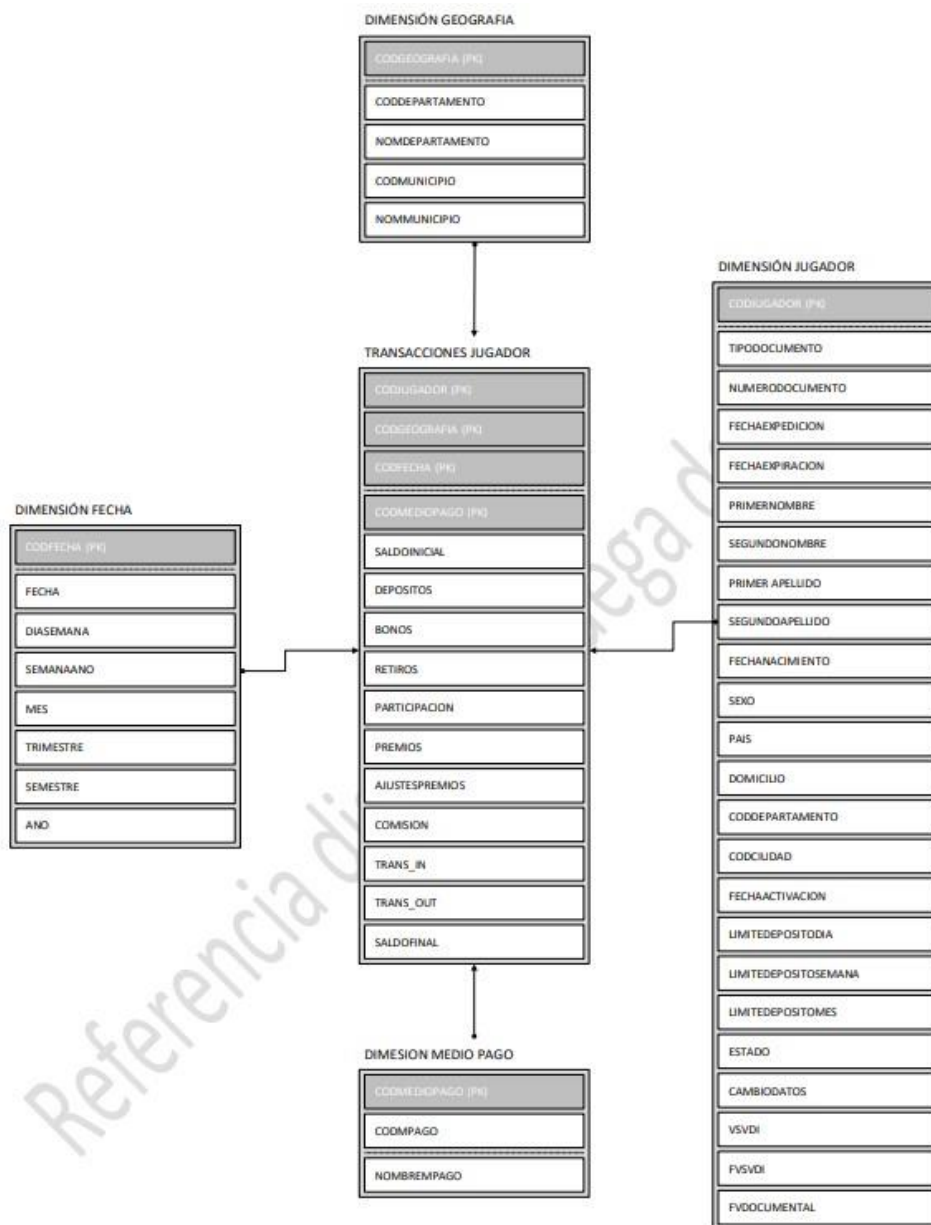 DIMENSIÓN GEOGRAFIA
CODGEOGRAFIA (PK)
CODDEPARTAMENTO
NOMDEPARTAMENTO
CODMUNICIPIO
NOMMUNICIPIO
TRANSACCIONES JUGADOR
CODJUGADOR (PK)
CODGEOGRAFIA (PK)
CODFECHA (PK)
CODMEDIOPAGO (PK)
SALDOINICIAL
DEPOSITOS
BONOS
RETIROS
PARTICIPACION
PREMIOS
AJUSTESPREMIOS
COMISION
TRANS_IN
TRANS_OUT
SALDOFINAL
DIMENSIÓN FECHA
CODFECHA (PK)
FECHA
DIASEMANA
SEMANAANO
MES
TRIMESTRE
SEMESTRE
ANO
DIMESION MEDIO PAGO
CODMEDIOPAGO (PK)
CODMPAGO
NOMBREMPAGO
DIMENSIÓN JUGADOR
CODJUGADOR (PK)
TIPODOCUMENTO
NUMERODOCUMENTO
FECHAEXPEDICION
FECHAEXPIRACION
PRIMERNOMBRE
SEGUNDONOMBRE
PRIMER APELLIDO
SEGUNDOAPELLIDO
FECHANACIMIENTO
SEXO
PAIS
DOMICILIO
CODDEPARTAMENTO
CODCIUDAD
FECHAACTIVACION
LIMITEDEPOSITODIA
LIMITEDEPOSITOSEMANA
LIMITEDEPOSITOMES
ESTADO
CAMBIODATOS
VSVDI
FVSVDI
FVDOCUMENTAL
Referencia